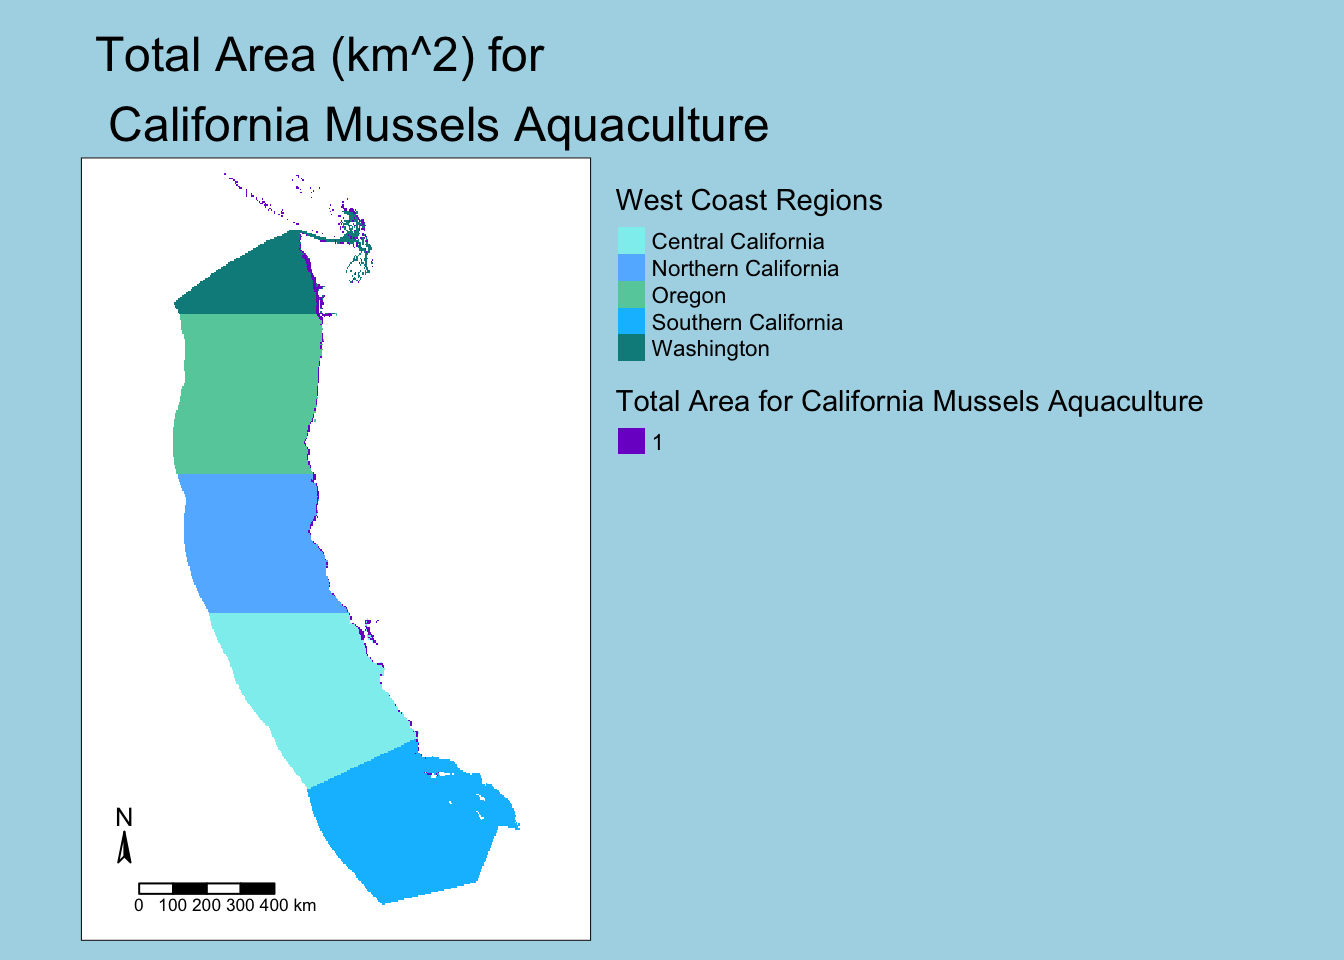 Total Area (km^2) for
California Mussels Aquaculture
West Coast Regions
Central California
Northern California
Oregon
Southern California
Washington
Total Area for California Mussels Aquaculture
1
N
0 100 200 300 400 km